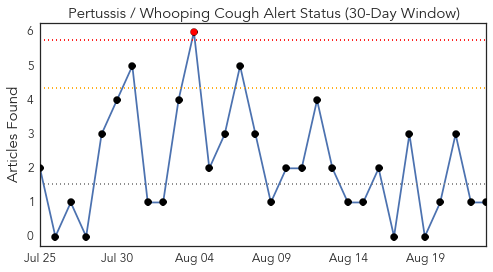 Pertussis / Whooping Cough Alert Status (30-Day Window)
Articles Found
6
5
4
3
2
1
0
Jul 25 Jul 30 Aug 04 Aug 09 Aug 14 Aug 19